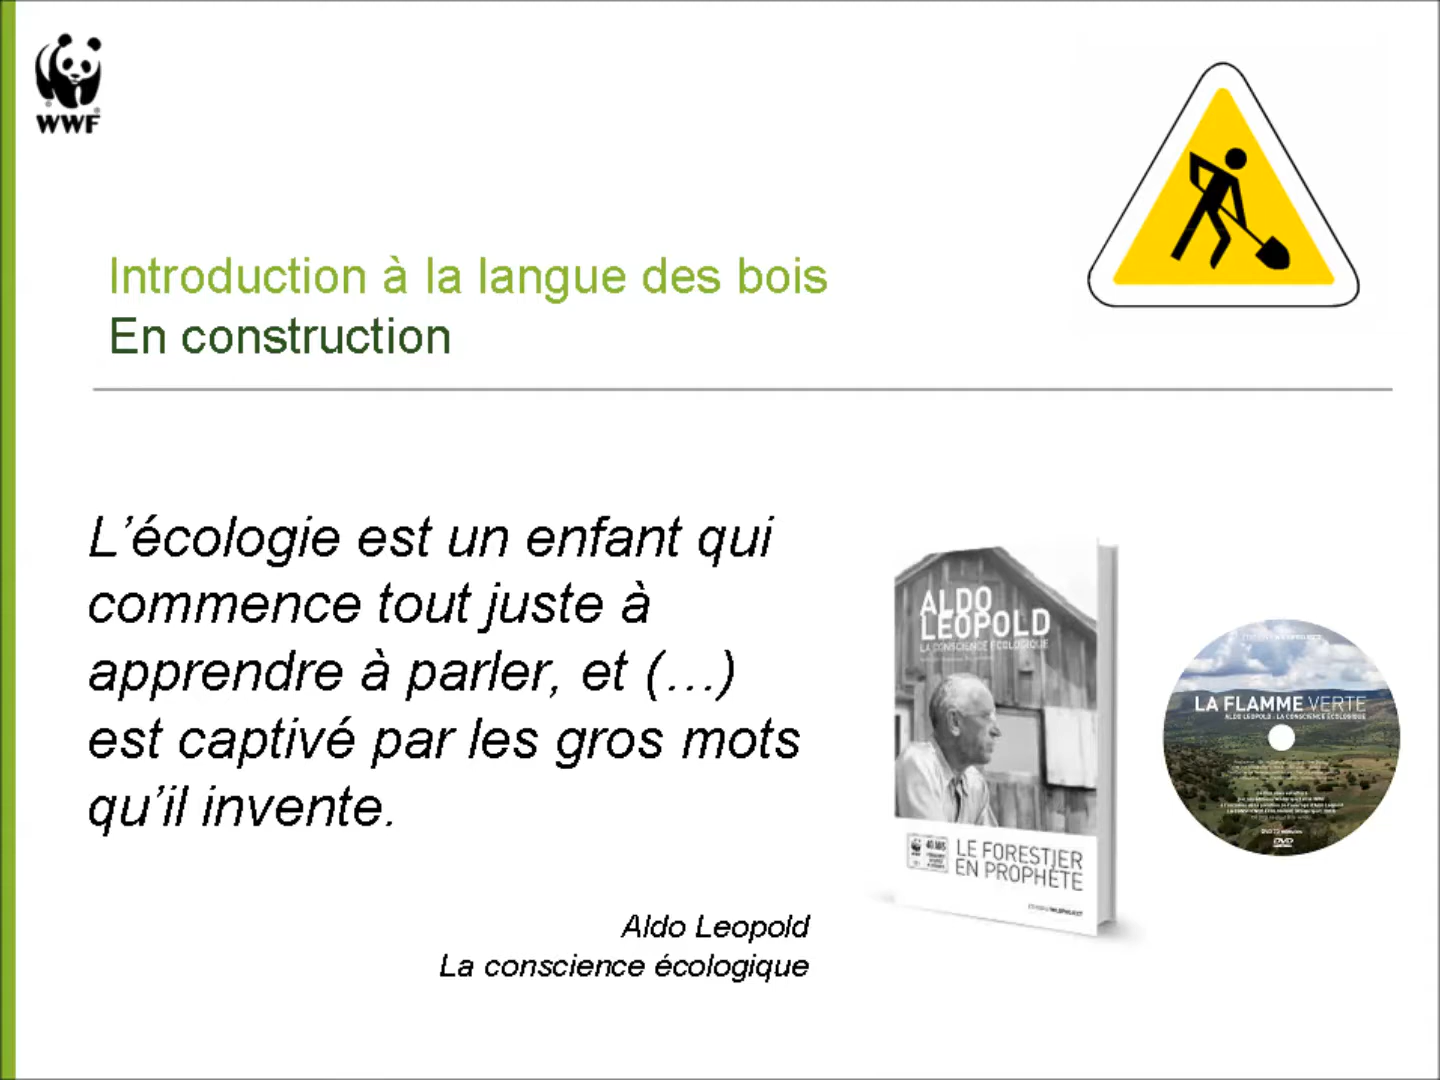 WWF
Introduction à la langue des bois
En construction
L’écologie est un enfant qui
commence tout juste à
apprendre à parler, et (…)
est captivé par les gros mots
qu’il invente.
Aldo Leopold
La conscience écologique
ALDO
LEOPOLD
LA CONSCIENCE ÉCOLOGIQUE
40 ANS
LE FORESTIER
EN PROPHÈTE
LA FLAMME VERTE
ALDO LEOPOLD - LA CONSCIENCE ÉCOLOGIQUE
DVD